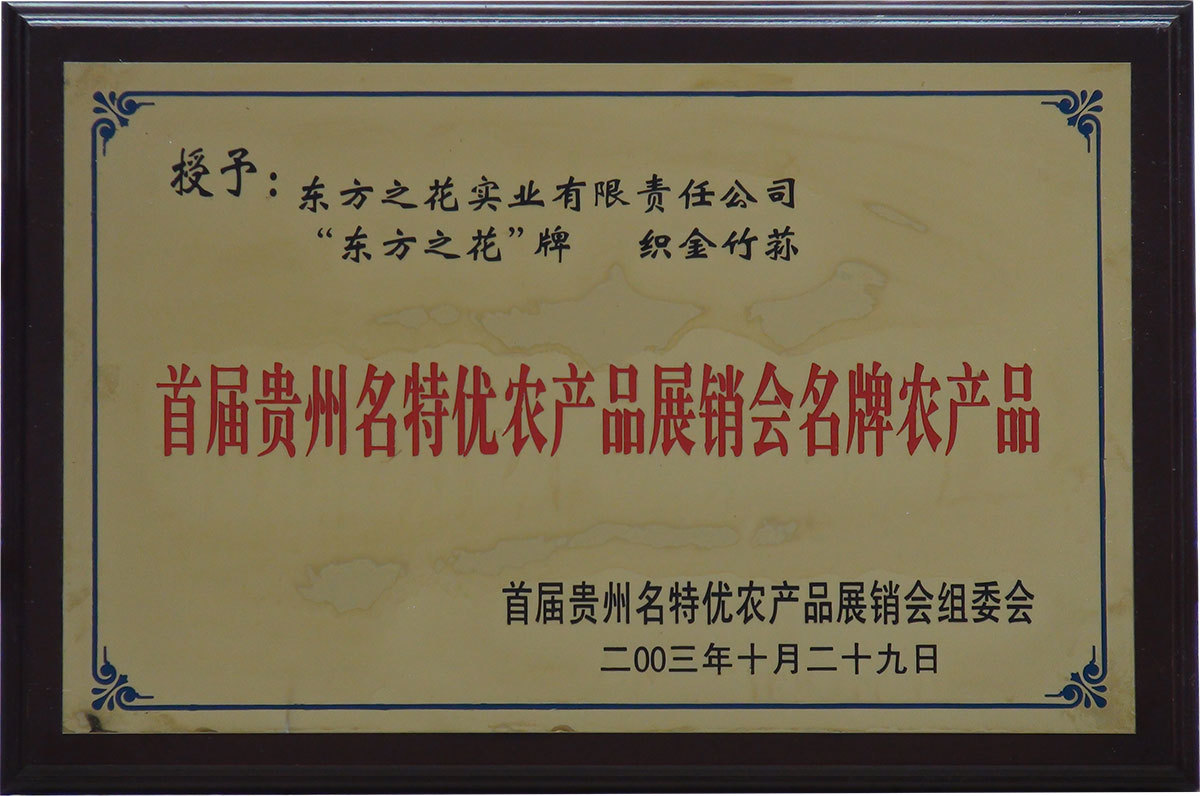 授予：东方之花实业有限责任公司
“东方之花”牌 织金竹荪
首届贵州名特优农产品展销会名牌农产品
首届贵州名特优农产品展销会组委会
二00三年十月二十九日